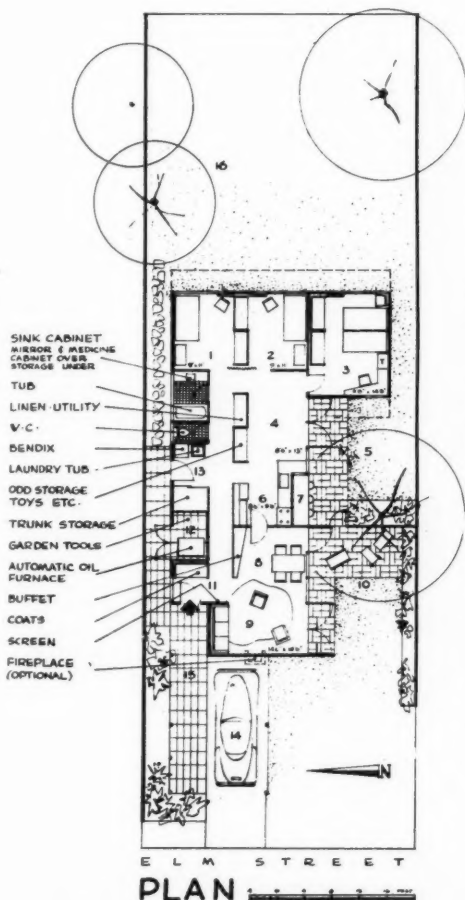 16
SINK CABINET
MIRROR & MEDICINE
CABINET OVER
STORAGE UNDER
TUB
LINEN-UTILITY
W.C.
BENDIX
LAUNDRY TUB
ODD STORAGE
TOYS ETC.
TRUNK STORAGE
GARDEN TOOLS
AUTOMATIC OIL
FURNACE
BUFFET
COATS
SCREEN
FIREPLACE
(OPTIONAL)
1
2
3
4
5
13
6
7
12
8
11
10
9
15
14
N
ELM STREET
PLAN